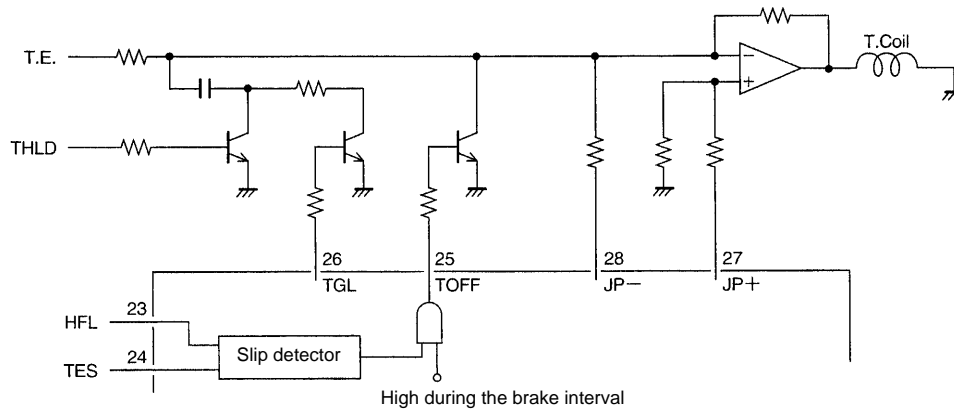 T.E.
T.Coil
−
+
THLD
26
25
28
27
TGL
TOFF
JP−
JP+
23
HFL
24
TES
Slip detector
High during the brake interval